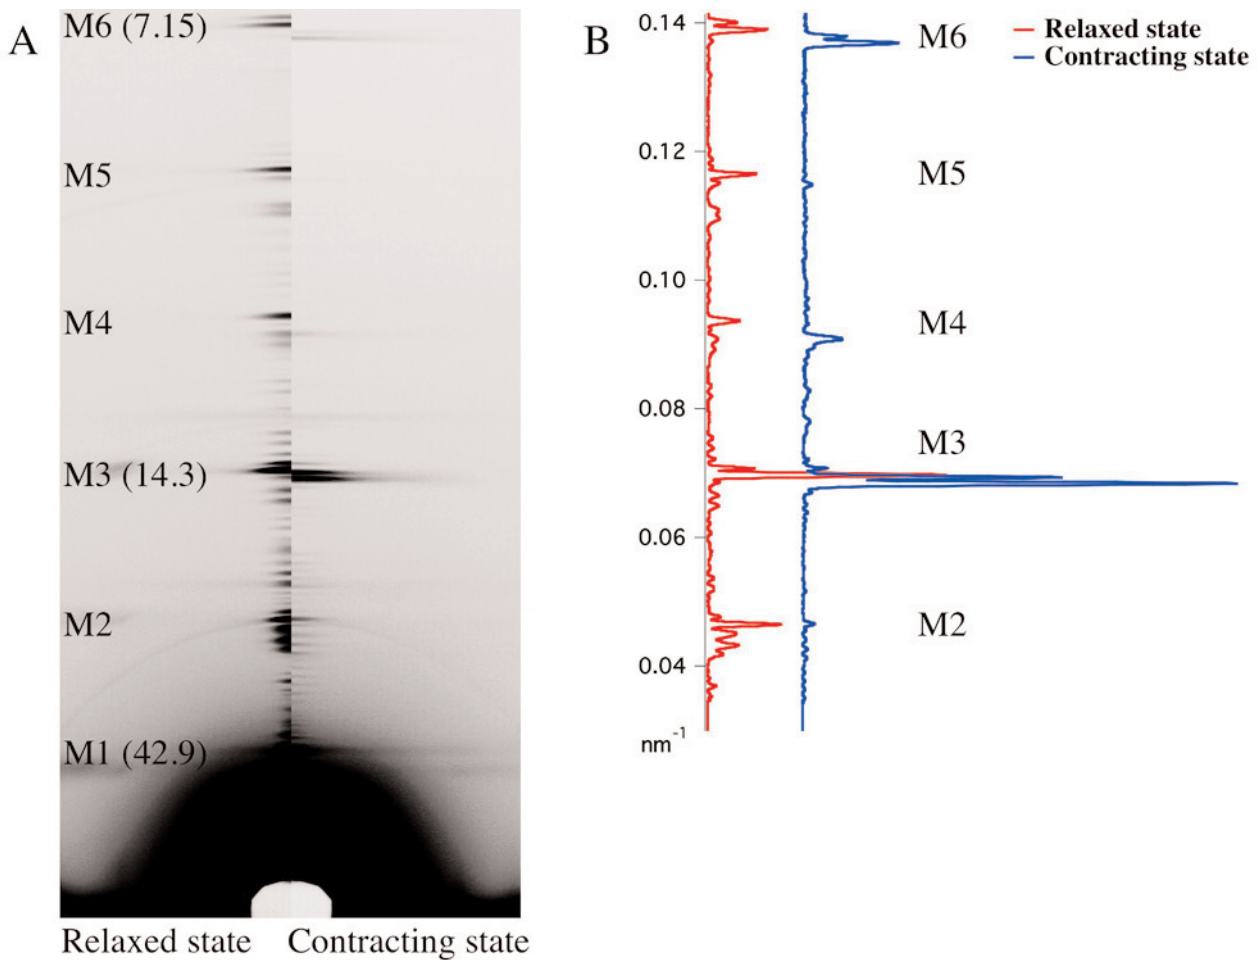 A
M6 (7.15)
M5
M4
M3 (14.3)
M2
M1 (42.9)
Relaxed state
Contracting state
B
0.14
0.12
0.10
0.08
0.06
0.04
nm-1
M6
M5
M4
M3
M2
Relaxed state
Contracting state